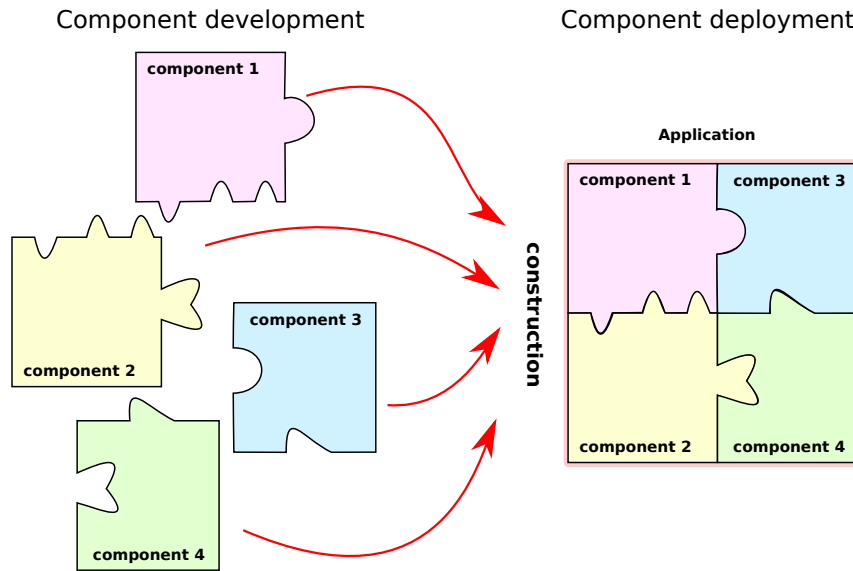 Component development
component 1
component 2
component 3
component 4
construction
Component deployment
Application
component 1
component 3
component 2
component 4